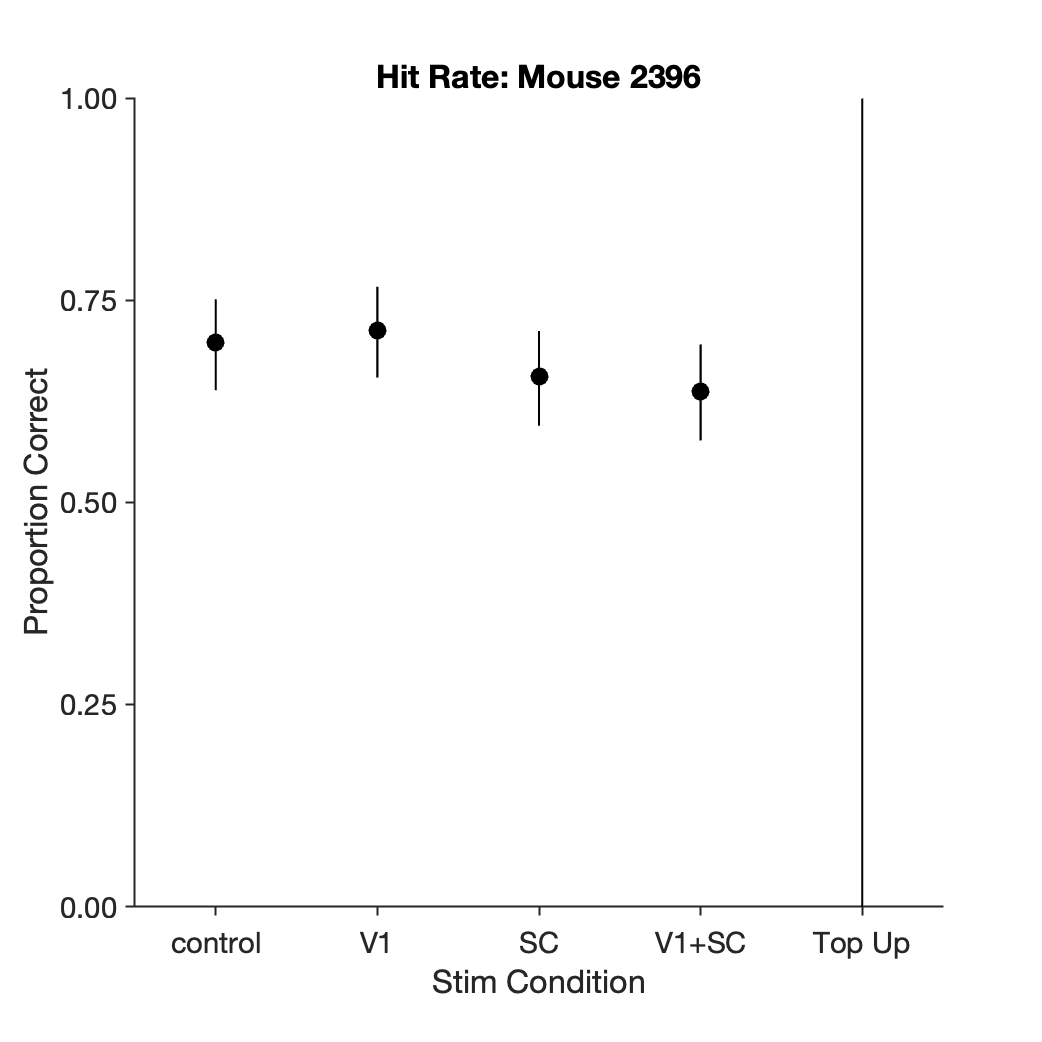 Hit Rate: Mouse 2396
1.00
0.75
0.50
0.25
0.00
Proportion Correct
control V1 SC V1+SC Top Up
Stim Condition